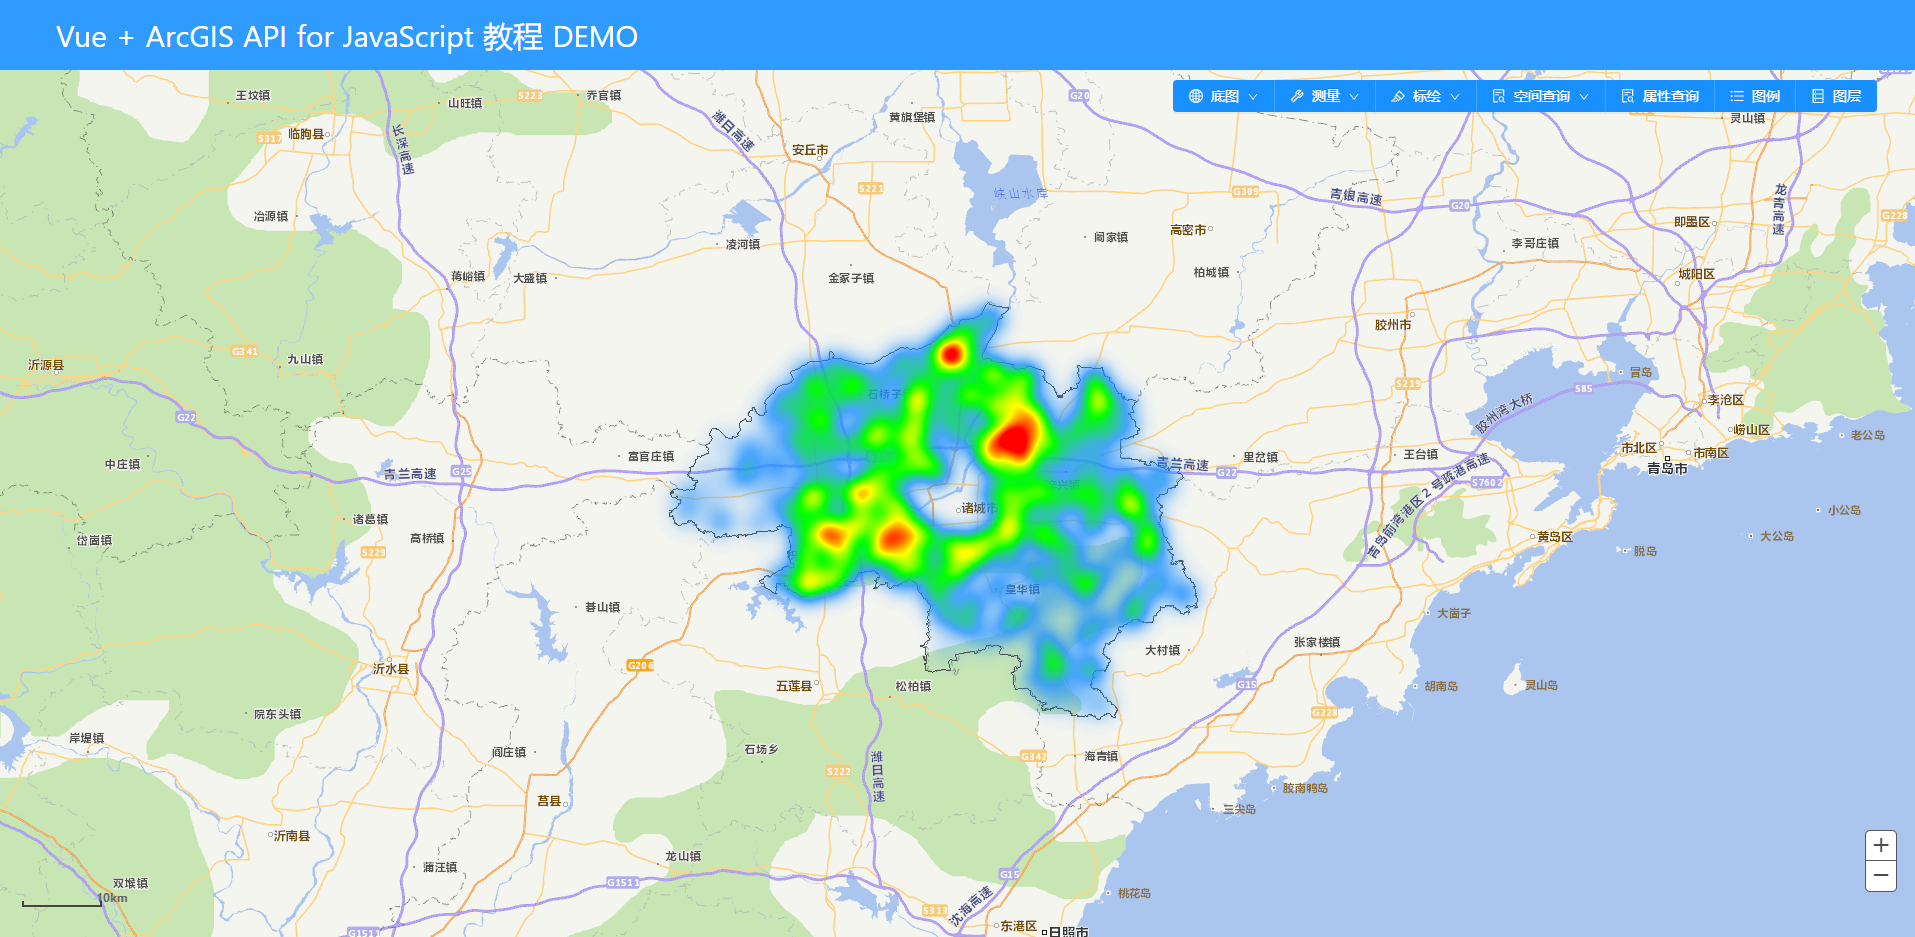 Vue + ArcGIS API for JavaScript 教程 DEMO
底图
测量
标绘
空间查询
属性查询
图例
图层
王坟镇
山旺镇
S223
乔官镇
G20
黄旗堡镇
灵山镇
S317
临朐县
长深高速
潍日高速
安丘市
S221
峡山水库
G309
青银高速
G20
龙青高速
G228
即墨区
冶源镇
凌河镇
阚家镇
高密市
李哥庄镇
蒋峪镇
大盛镇
金冢子镇
柏城镇
城阳区
胶州市
G341
九山镇
沂源县
石桥子
S219
冒岛
S85
G22
胶州湾大桥
李沧区
崂山区
老公岛
市北区
市南区
青岛市
中庄镇
青兰高速
G25
富官庄镇
青兰高速
G22
里岔镇
王台镇
S7602
青岛前湾港区2号疏港高速
诸葛镇
诸城市
小公岛
岱崮镇
高桥镇
S229
黄岛区
大公岛
脱岛
碁山镇
皇华镇
大崮子
沂水县
G206
五莲县
松柏镇
大村镇
张家楼镇
G15
胡南岛
灵山岛
院东头镇
G228
岸堤镇
阎庄镇
石场乡
潍日高速
S222
G342
海青镇
胶南鸭岛
莒县
三尖岛
沂南县
龙山镇
蒲汪镇
G1511
G15
双堠镇
10km
桃花岛
S313
沈海高速
东港区
日照市
G1511
+
−